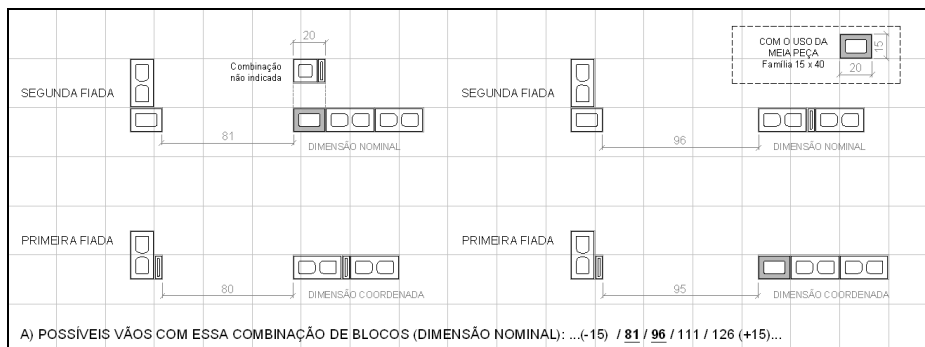 20
Combinação
não indicada
SEGUNDA FIADA
81
DIMENSÃO NOMINAL
COM O USO DA
MEIA PEÇA
Família 15 x 40
15
20
SEGUNDA FIADA
96
DIMENSÃO NOMINAL
PRIMEIRA FIADA
80
DIMENSÃO COORDENADA
PRIMEIRA FIADA
95
DIMENSÃO COORDENADA
A) POSSÍVEIS VÃOS COM ESSA COMBINAÇÃO DE BLOCOS (DIMENSÃO NOMINAL): ...(-15) / 81 / 96 / 111 / 126 (+15)...